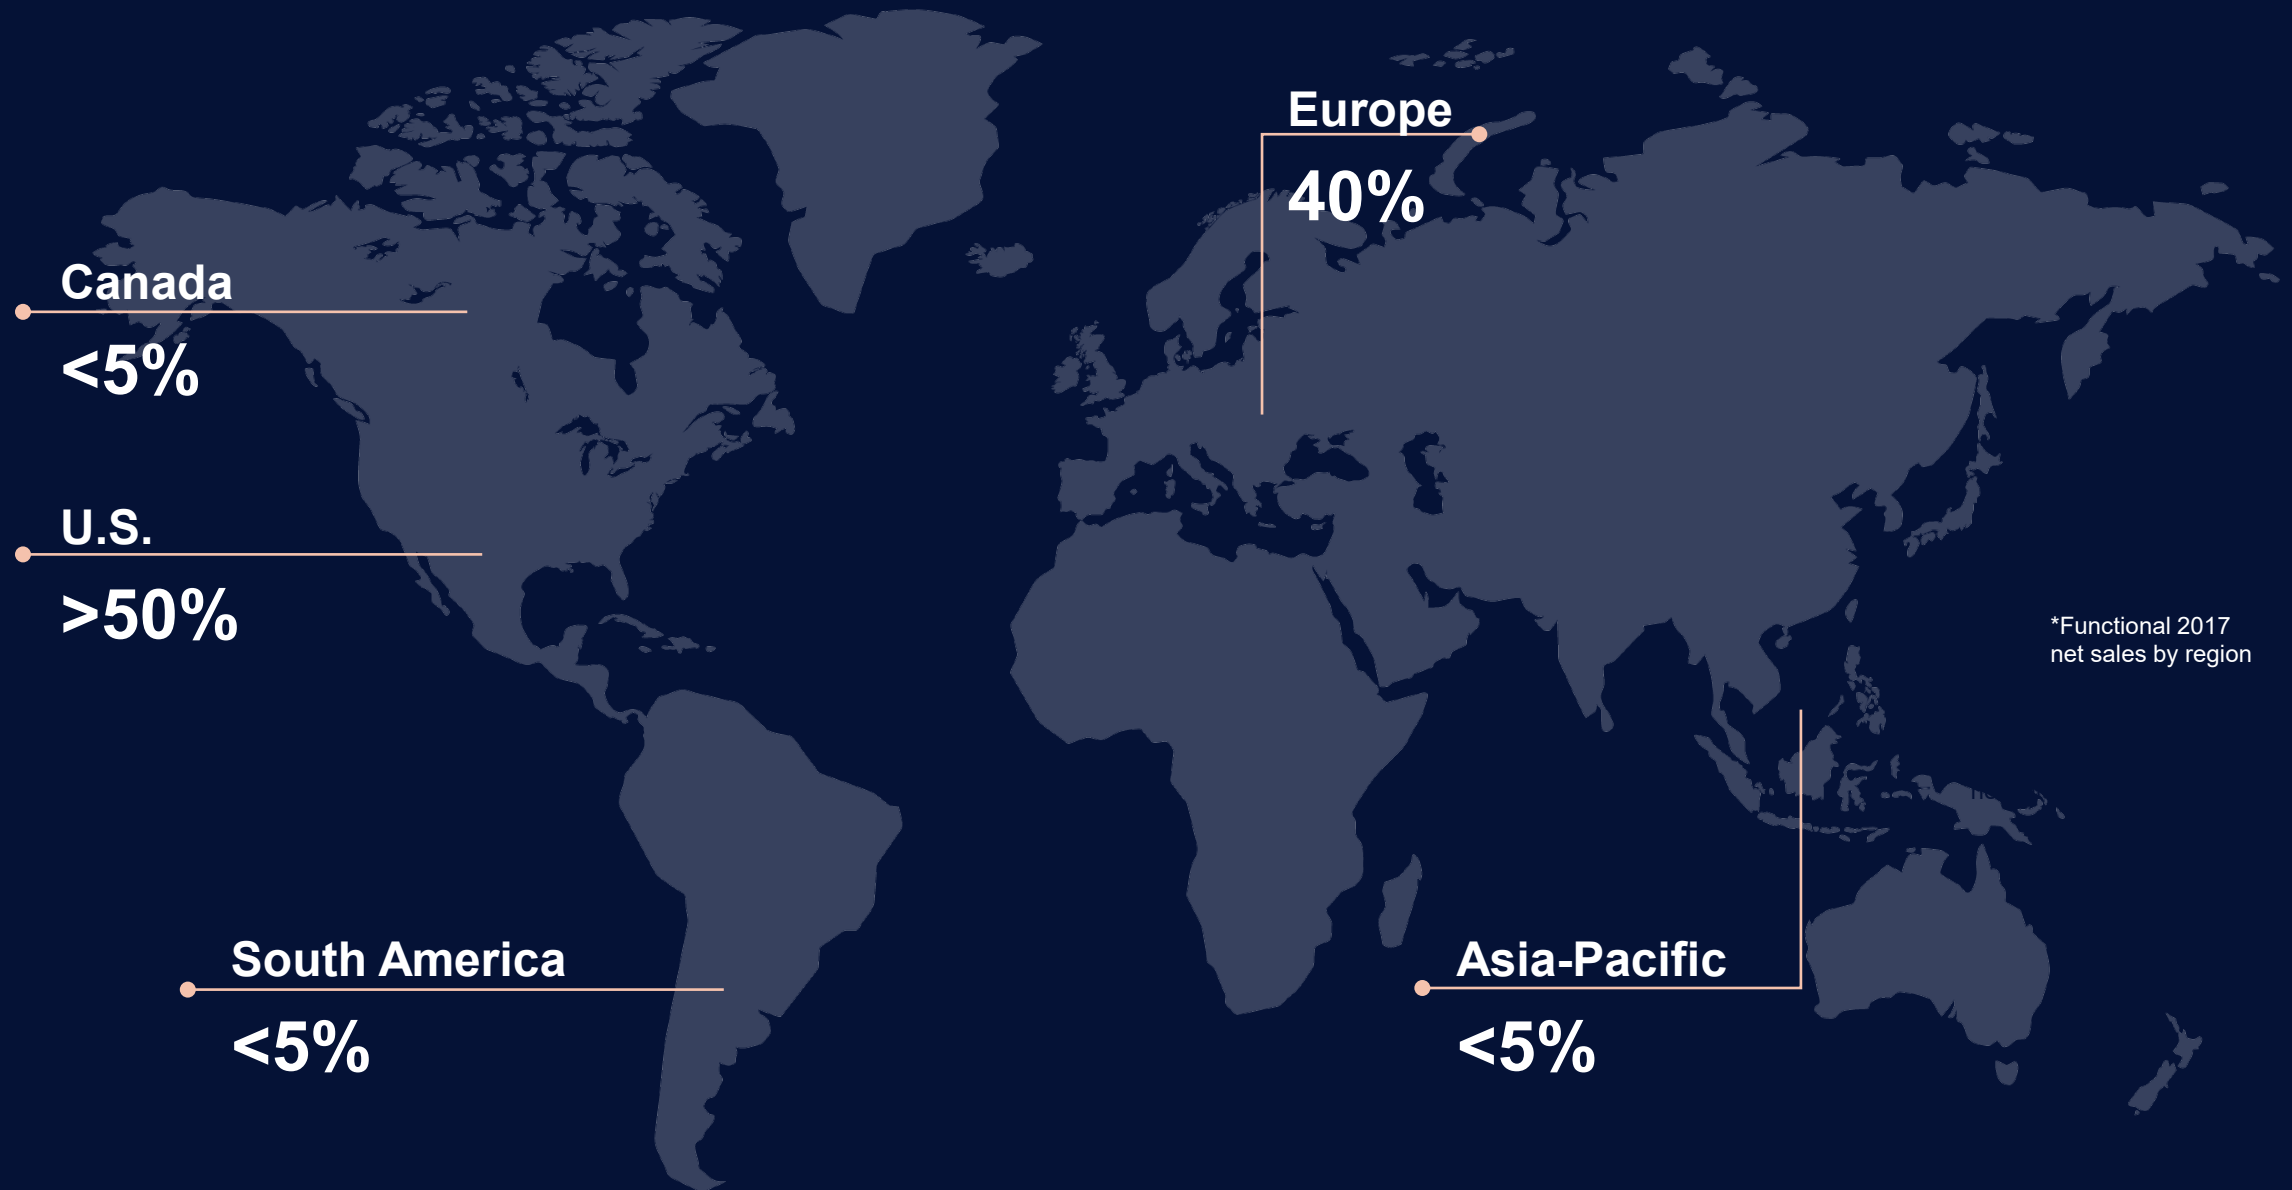 Europe
40%
Canada
<5%
U.S.
>50%
*Functional 2017
net sales by region
South America
<5%
Asia-Pacific
<5%